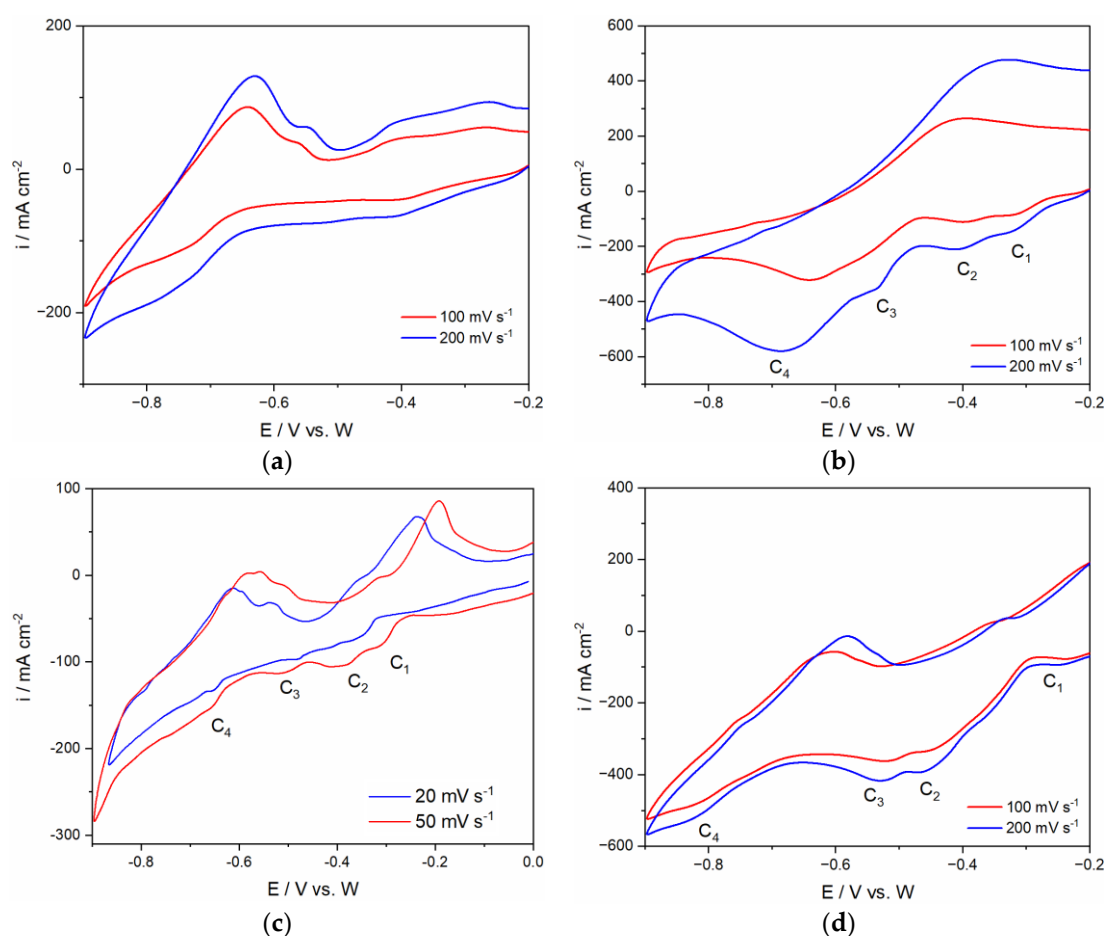 200
100 mV s⁻¹
200 mV s⁻¹
0
−200
−0.8 −0.6 −0.4 −0.2
i / mA cm⁻²
E / V vs. W
(a)
600
400
200
0
−200
−400
−600
C₁
C₂
C₃
C₄
100 mV s⁻¹
200 mV s⁻¹
−0.8 −0.6 −0.4 −0.2
i / mA cm⁻²
E / V vs. W
(b)
100
0
-100
-200
-300
C₁
C₂
C₃
C₄
20 mV s⁻¹
50 mV s⁻¹
-0.8 -0.6 -0.4 -0.2 0.0
i / mA cm⁻²
E / V vs. W
(c)
400
200
0
−200
−400
−600
C₁
C₂
C₃
C₄
100 mV s⁻¹
200 mV s⁻¹
−0.8 −0.6 −0.4 −0.2
i / mA cm⁻²
E / V vs. W
(d)